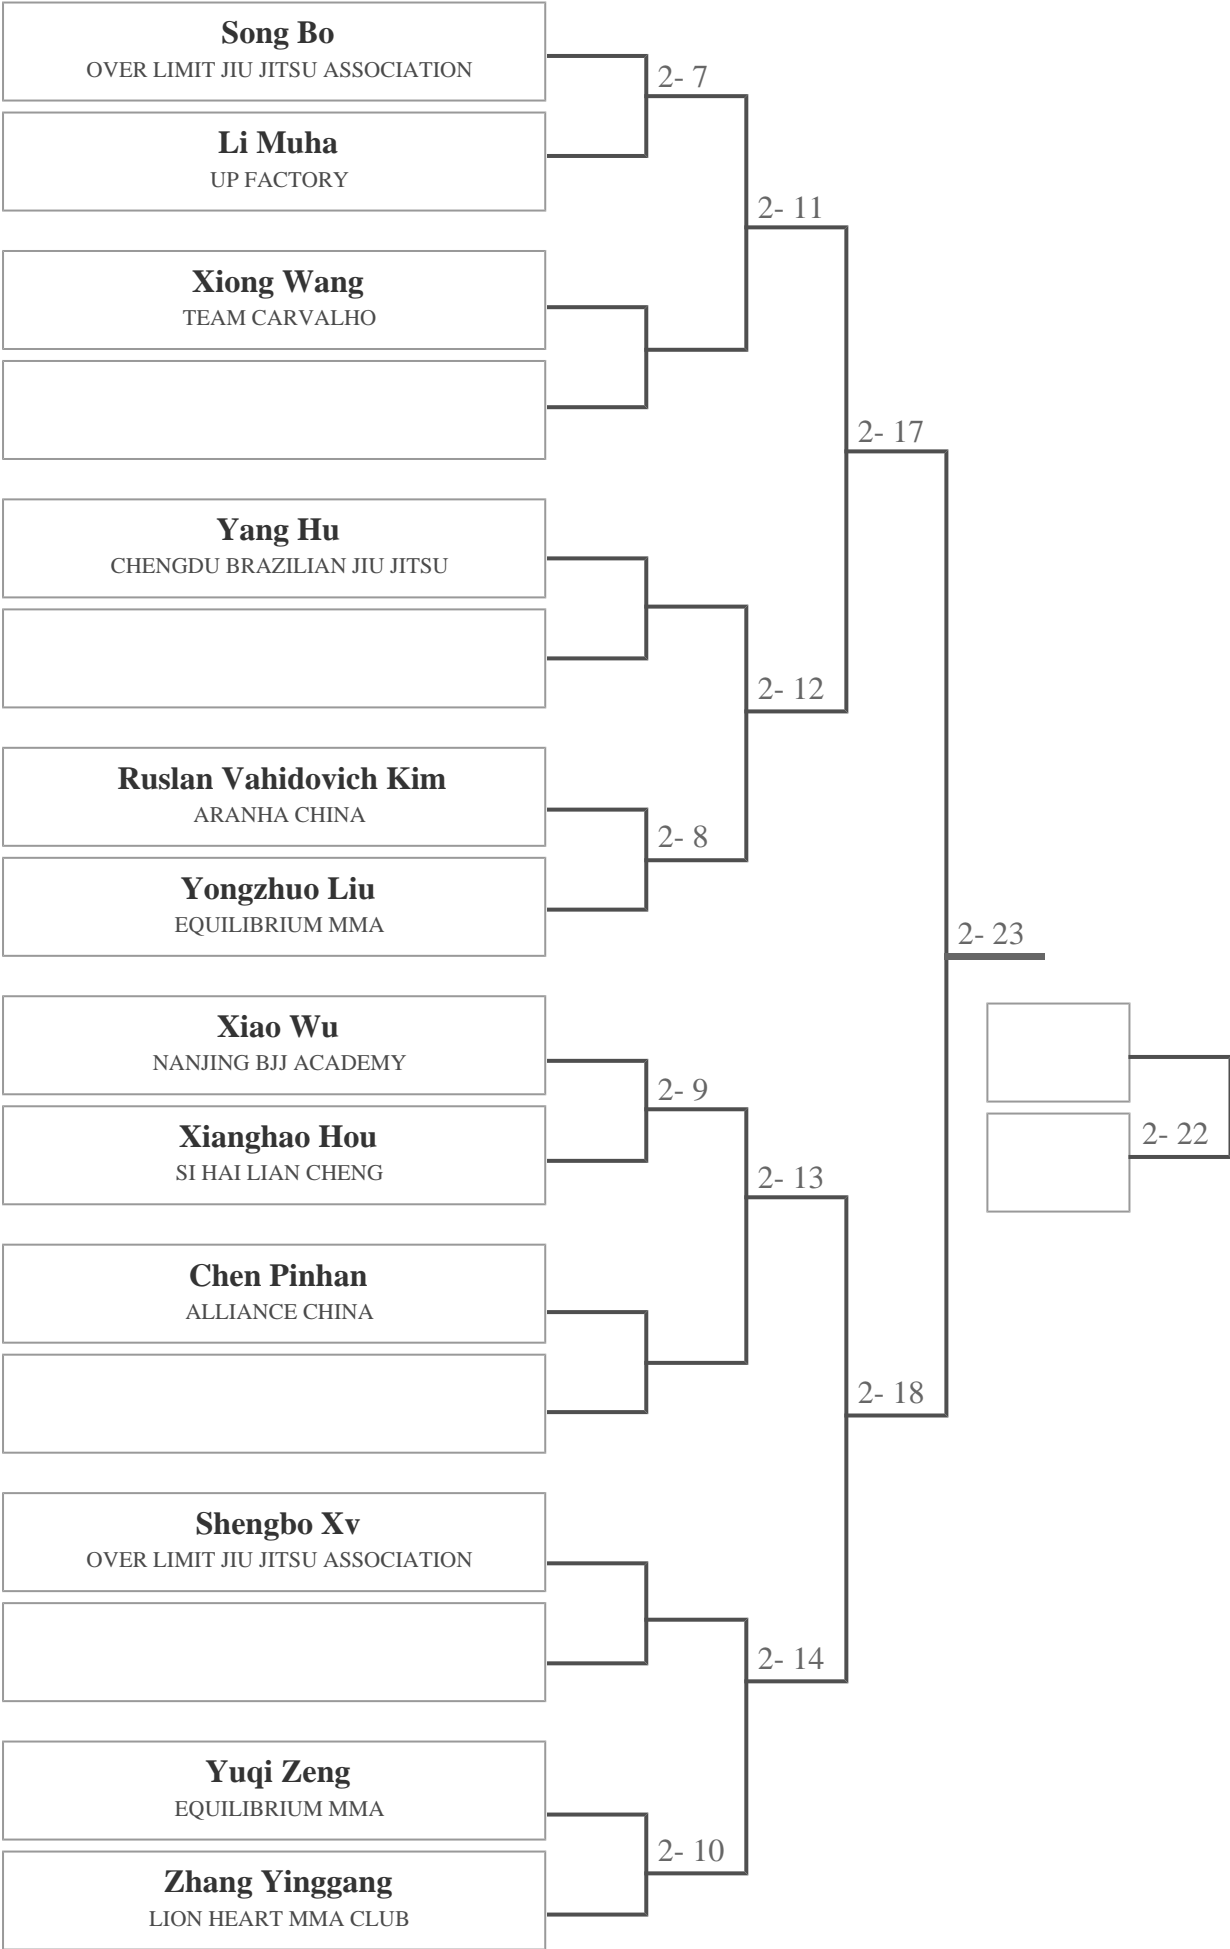 Song Bo
OVER LIMIT JIU JITSU ASSOCIATION
2- 7
Li Muha
UP FACTORY
2- 11
Xiong Wang
TEAM CARVALHO
2- 17
Yang Hu
CHENGDU BRAZILIAN JIU JITSU
2- 12
Ruslan Vahidovich Kim
ARANHA CHINA
2- 8
Yongzhuo Liu
EQUILIBRIUM MMA
2- 23
Xiao Wu
NANJING BJJ ACADEMY
2- 9
Xianghao Hou
SI HAI LIAN CHENG
2- 22
2- 13
Chen Pinhan
ALLIANCE CHINA
2- 18
Shengbo Xv
OVER LIMIT JIU JITSU ASSOCIATION
2- 14
Yuqi Zeng
EQUILIBRIUM MMA
2- 10
Zhang Yinggang
LION HEART MMA CLUB